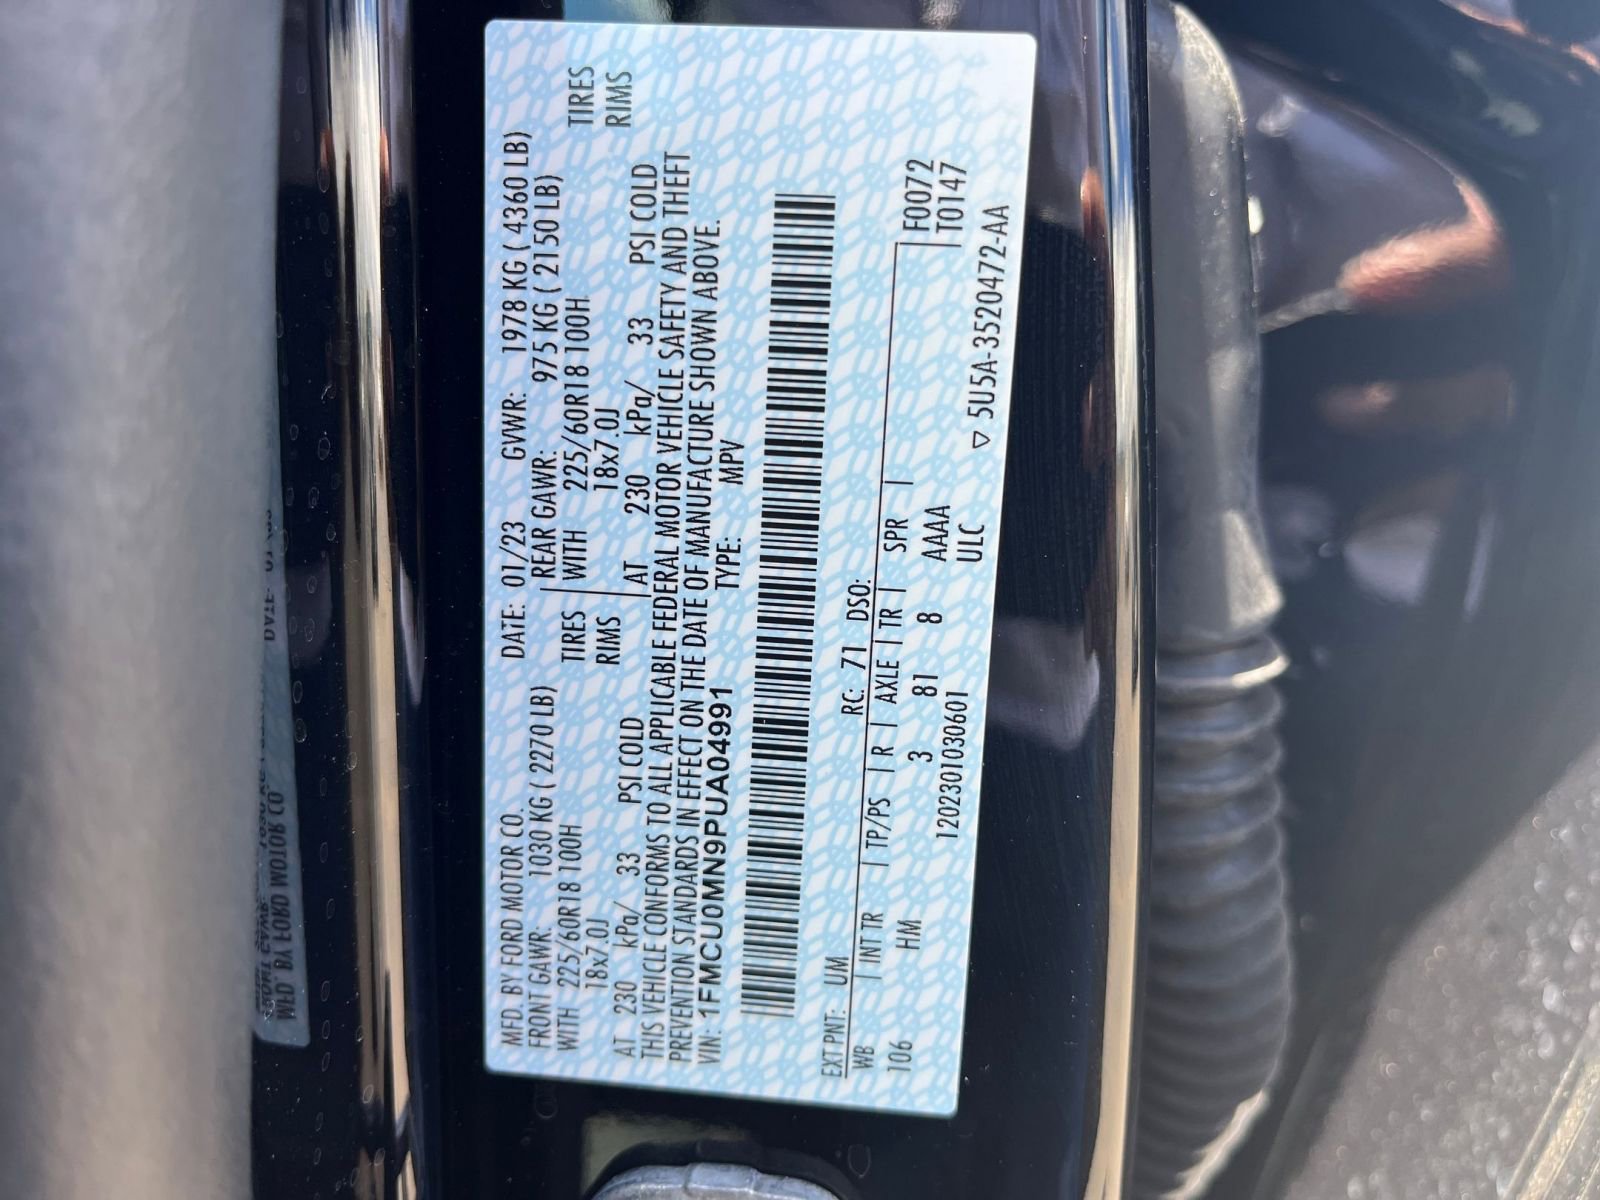 MFD. BY FORD MOTOR CO. DATE: 01/23 GVWR: 1978 KG ( 4360 LB)
FRONT GAWR: 1030 KG ( 2270 LB) REAR GAWR: 975 KG ( 2150 LB)
WITH 225/60R18 100H TIRES WITH 225/60R18 100H TIRES
18x7.0J RIMS 18x7.0J RIMS
AT 230 kPa/ 33 PSI COLD AT 230 kPa/ 33 PSI COLD
THIS VEHICLE CONFORMS TO ALL APPLICABLE FEDERAL MOTOR VEHICLE SAFETY AND THEFT
PREVENTION STANDARDS IN EFFECT ON THE DATE OF MANUFACTURE SHOWN ABOVE.
VIN: 1FMCU0MN9PUA04991 TYPE: MPV
EXT PNT: UM RC: 71 DSO:
WB | INT TR | TP/PS | R | AXLE | TR | SPR | F0072
106 HM 3 81 8 AAAA T0147
1202301030601 ULC ▽ 5U5A-3520472-AA
MFD. BY FORD MOTOR CO